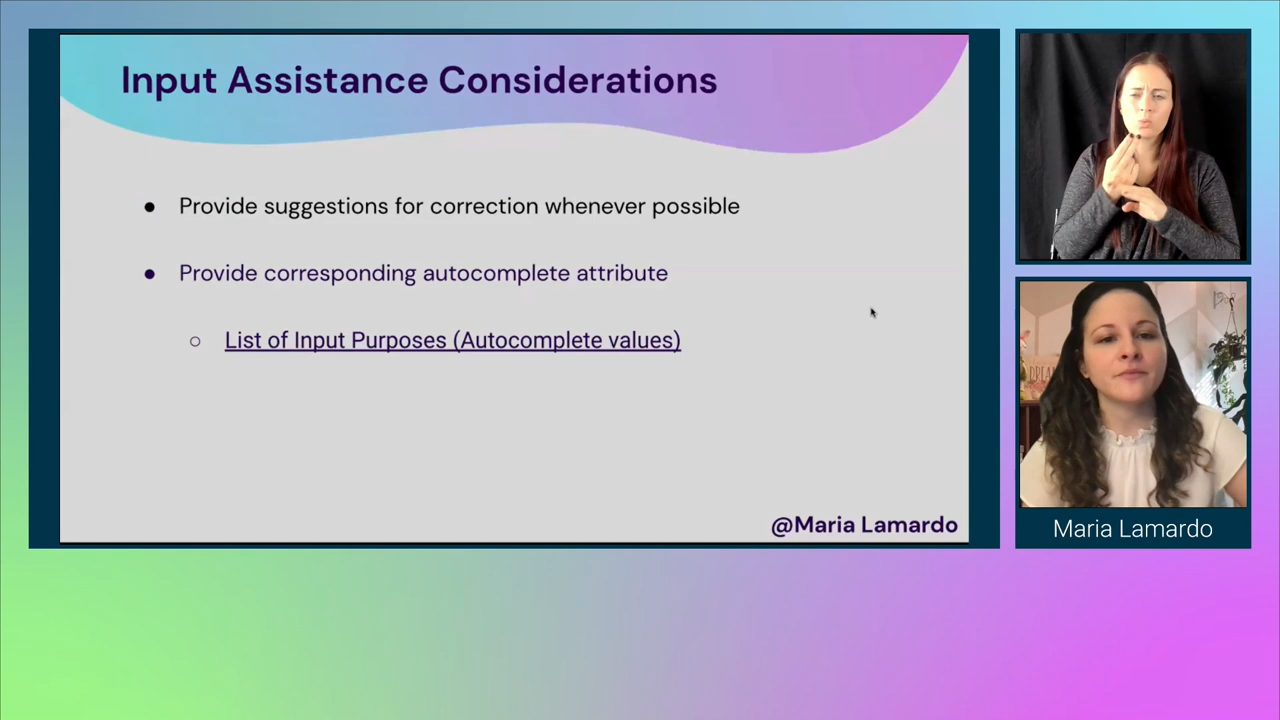 Input Assistance Considerations
● Provide suggestions for correction whenever possible
● Provide corresponding autocomplete attribute
○ List of Input Purposes (Autocomplete values)
@Maria Lamardo
DREAM
Maria Lamardo